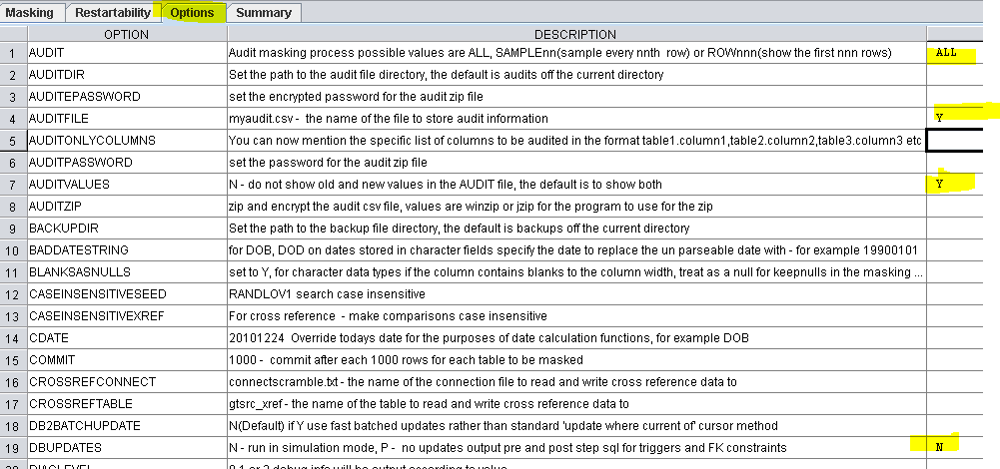 Masking Restartability Options Summary
OPTION DESCRIPTION
1 AUDIT Audit masking process possible values are ALL, SAMPLEnn(sample every nnth row) or ROWnnn(show the first nnn rows) ALL
2 AUDITDIR Set the path to the audit file directory, the default is audits off the current directory
3 AUDITEPASSWORD set the encrypted password for the audit zip file
4 AUDITFILE myaudit.csv - the name of the file to store audit information Y
5 AUDITONLYCOLUMNS You can now mention the specific list of columns to be audited in the format table1.column1,table2.column2,table3.column3 etc
6 AUDITPASSWORD set the password for the audit zip file
7 AUDITVALUES N - do not show old and new values in the AUDIT file, the default is to show both Y
8 AUDITZIP zip and encrypt the audit csv file, values are winzip or jzip for the program to use for the zip
9 BACKUPDIR Set the path to the backup file directory, the default is backups off the current directory
10 BADDATESTRING for DOB, DOD on dates stored in character fields specify the date to replace the un parseable date with - for example 19900101
11 BLANKSASNULLS set to Y, for character data types if the column contains blanks to the column width, treat as a null for keepnulls in the masking ...
12 CASEINSENSITIVESEED RANDLOV1 search case insensitive
13 CASEINSENSITIVEXREF For cross reference - make comparisons case insensitive
14 CDATE 20101224 Override todays date for the purposes of date calculation functions, for example DOB
15 COMMIT 1000 - commit after each 1000 rows for each table to be masked
16 CROSSREFCONNECT connectscramble.txt - the name of the connection file to read and write cross reference data to
17 CROSSREFTABLE gtsrc_xref - the name of the table to read and write cross reference data to
18 DB2BATCHUPDATE N(Default) if Y use fast batched updates rather than standard 'update where current of' cursor method
19 DBUPDATES N - run in simulation mode, P - no updates output pre and post step sql for triggers and FK constraints N